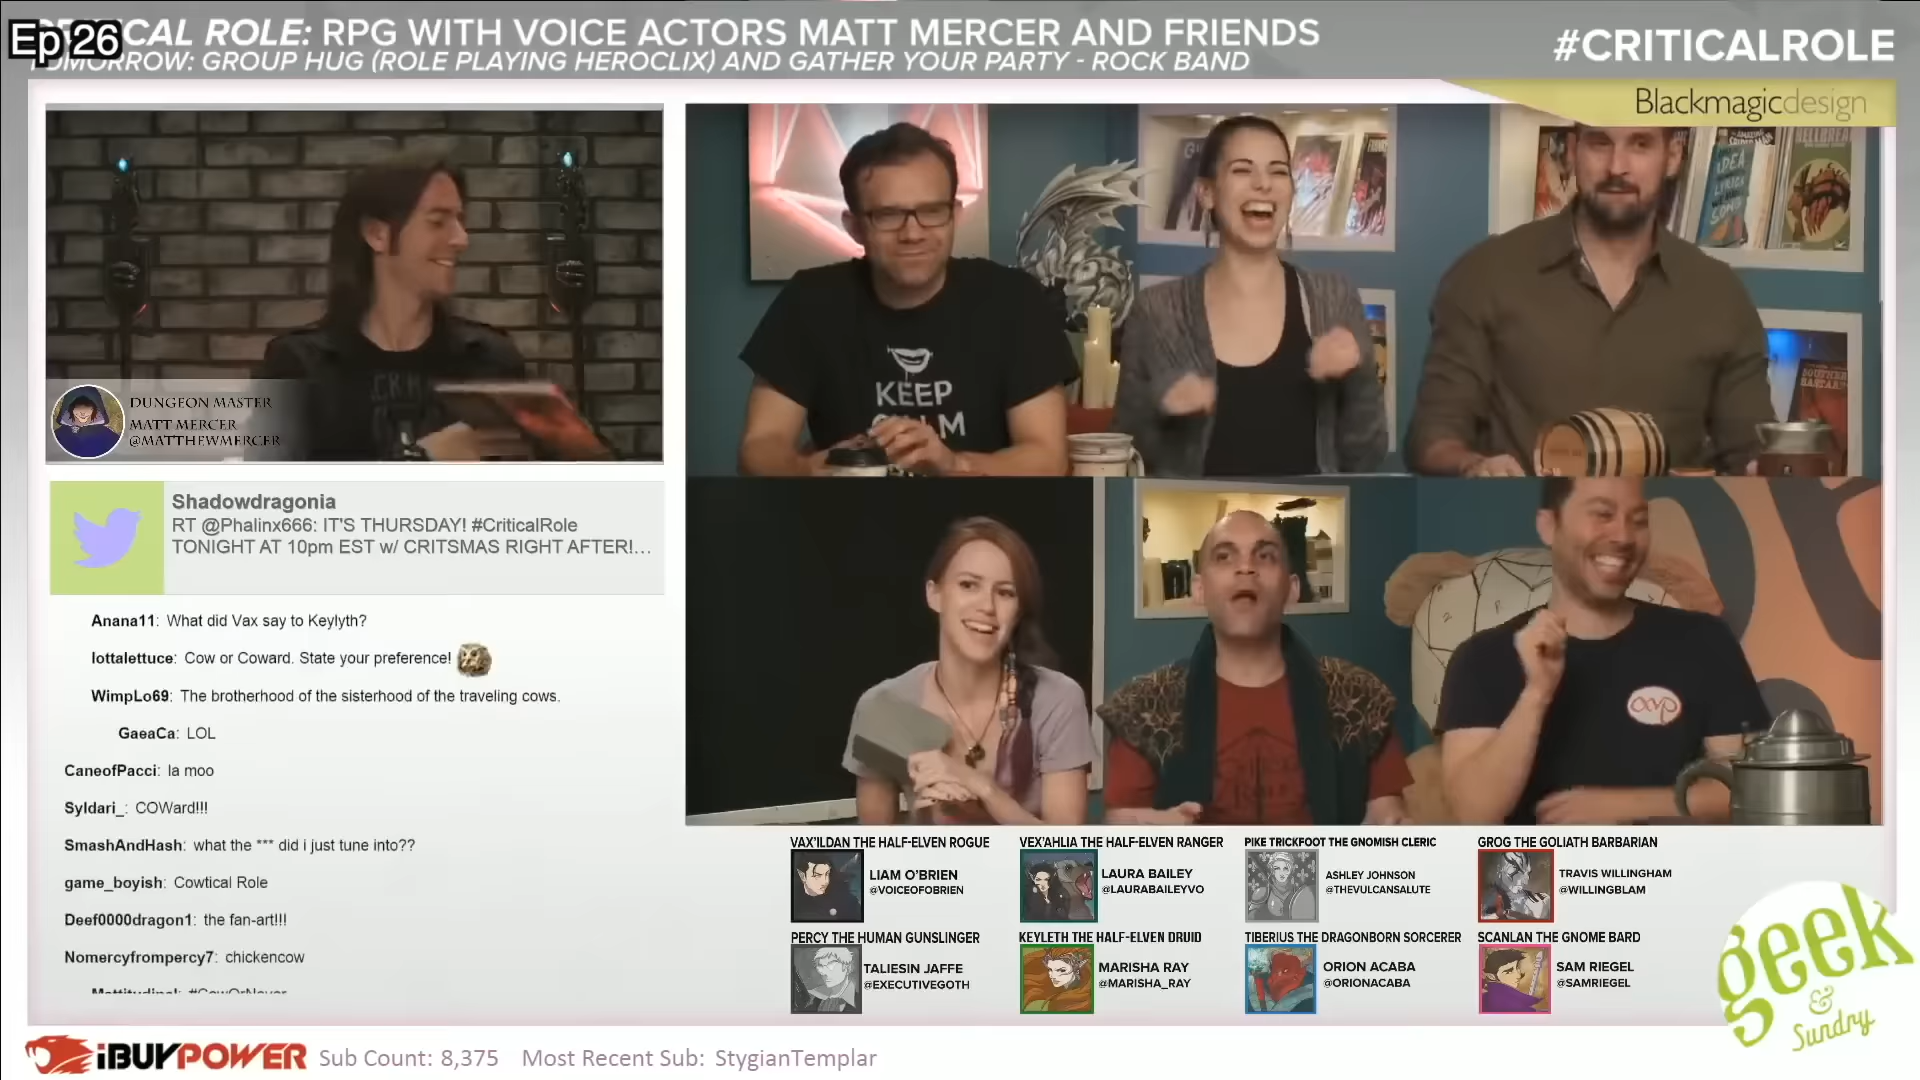 Ep 26
CAL ROLE: RPG WITH VOICE ACTORS MATT MERCER AND FRIENDS
TOMORROW: GROUP HUG (ROLE PLAYING HEROCLIX) AND GATHER YOUR PARTY - ROCK BAND
#CRITICALROLE
Blackmagicdesign
DUNGEON MASTER
MATT MERCER
@MATTHEWMERCER
KEEP
CALM
Shadowdragonia
RT @Phalinx666: IT'S THURSDAY! #CriticalRole
TONIGHT AT 10pm EST w/ CRITSMAS RIGHT AFTER!…
Anana11: What did Vax say to Keylyth?
lottalettuce: Cow or Coward. State your preference!
WimpLo69: The brotherhood of the sisterhood of the traveling cows.
GaeaCa: LOL
CaneofPacci: la moo
Syldari_: COWard!!!
SmashAndHash: what the *** did i just tune into??
game_boyish: Cowtical Role
Deef0000dragon1: the fan-art!!!
Nomercyfrompercy7: chickencow
VAX'ILDAN THE HALF-ELVEN ROGUE
LIAM O'BRIEN
@VOICEOFOBRIEN
VEX'AHLIA THE HALF-ELVEN RANGER
LAURA BAILEY
@LAURABAILEYVO
PIKE TRICKFOOT THE GNOMISH CLERIC
ASHLEY JOHNSON
@THEVULCANSALUTE
GROG THE GOLIATH BARBARIAN
TRAVIS WILLINGHAM
@WILLINGBLAM
PERCY THE HUMAN GUNSLINGER
TALIESIN JAFFE
@EXECUTIVEGOTH
KEYLETH THE HALF-ELVEN DRUID
MARISHA RAY
@MARISHA_RAY
TIBERIUS THE DRAGONBORN SORCERER
ORION ACABA
@ORIONACABA
SCANLAN THE GNOME BARD
SAM RIEGEL
@SAMRIEGEL
geek
&
Sundry
iBUYPOWER
Sub Count: 8,375 Most Recent Sub: StygianTemplar